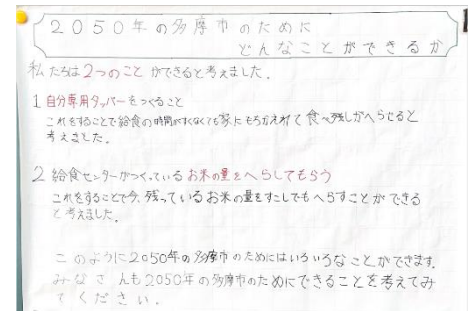 2050年の多摩市のために
どんなことができるか
私たちは2つのことができると考えました。
1 自分専用タッパーをつくること
これをすることで給食の時間がすくなくても家にもちかえれて食べ残しがへらせると
考えました。
2 給食センターがつくっているお米の量をへらしてもらう
これをすることで今、残っているお米の量をすこしでもへらすことができる
と考えました。
このように2050年の多摩市のためにはいろいろなことができます。
みなさんも2050年の多摩市のためにできることを考えてみ
てください。